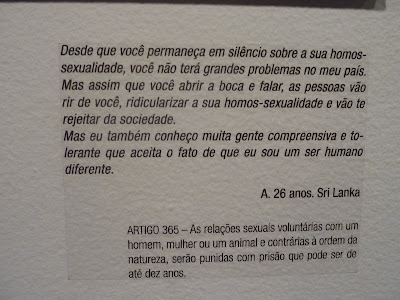 Desde que você permaneça em silêncio sobre a sua homos-
sexualidade, você não terá grandes problemas no meu país.
Mas assim que você abrir a boca e falar, as pessoas vão
rir de você, ridicularizar a sua homos-sexualidade e vão te
rejeitar da sociedade.
Mas eu também conheço muita gente compreensiva e to-
lerante que aceita o fato de que eu sou um ser humano
diferente.
A. 26 anos. Sri Lanka
ARTIGO 365 – As relações sexuais voluntárias com um
homem, mulher ou um animal e contrárias à ordem da
natureza, serão punidas com prisão que pode ser de
até dez anos.